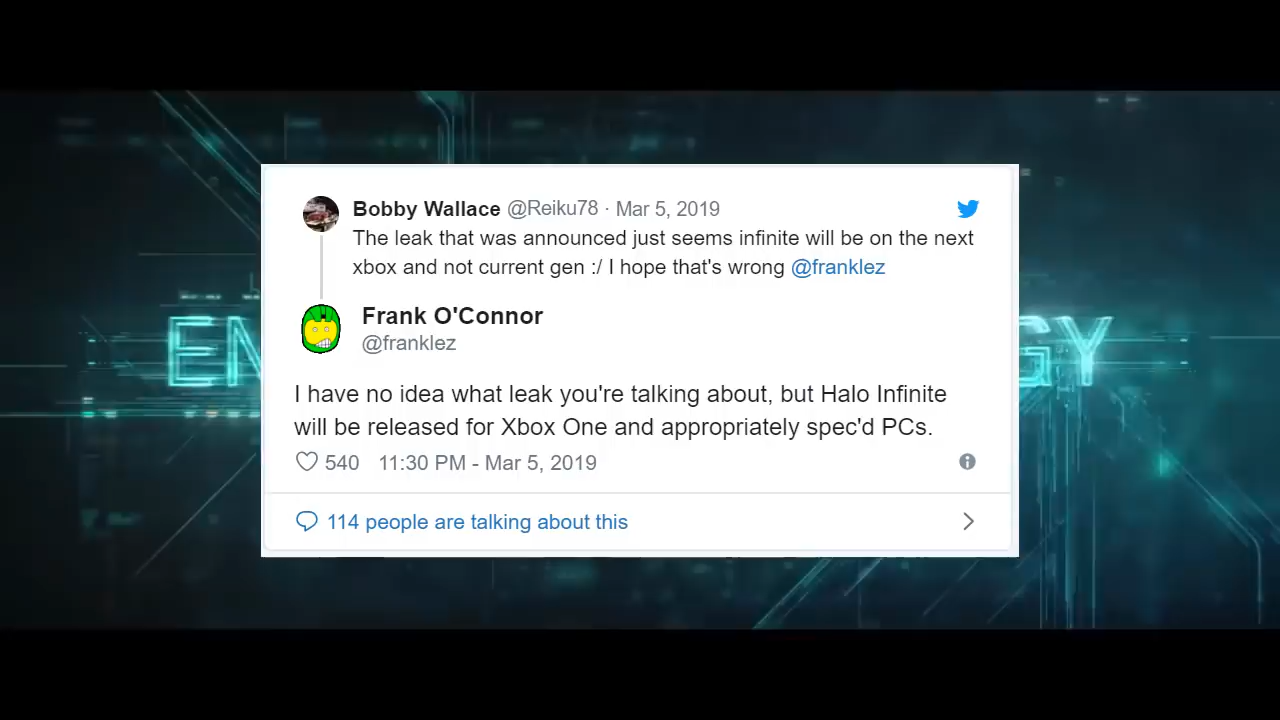 Bobby Wallace @Reiku78 · Mar 5, 2019
The leak that was announced just seems infinite will be on the next
xbox and not current gen :/ I hope that's wrong @franklez
Frank O'Connor
@franklez
EN GY
I have no idea what leak you're talking about, but Halo Infinite
will be released for Xbox One and appropriately spec'd PCs.
540 11:30 PM - Mar 5, 2019
114 people are talking about this